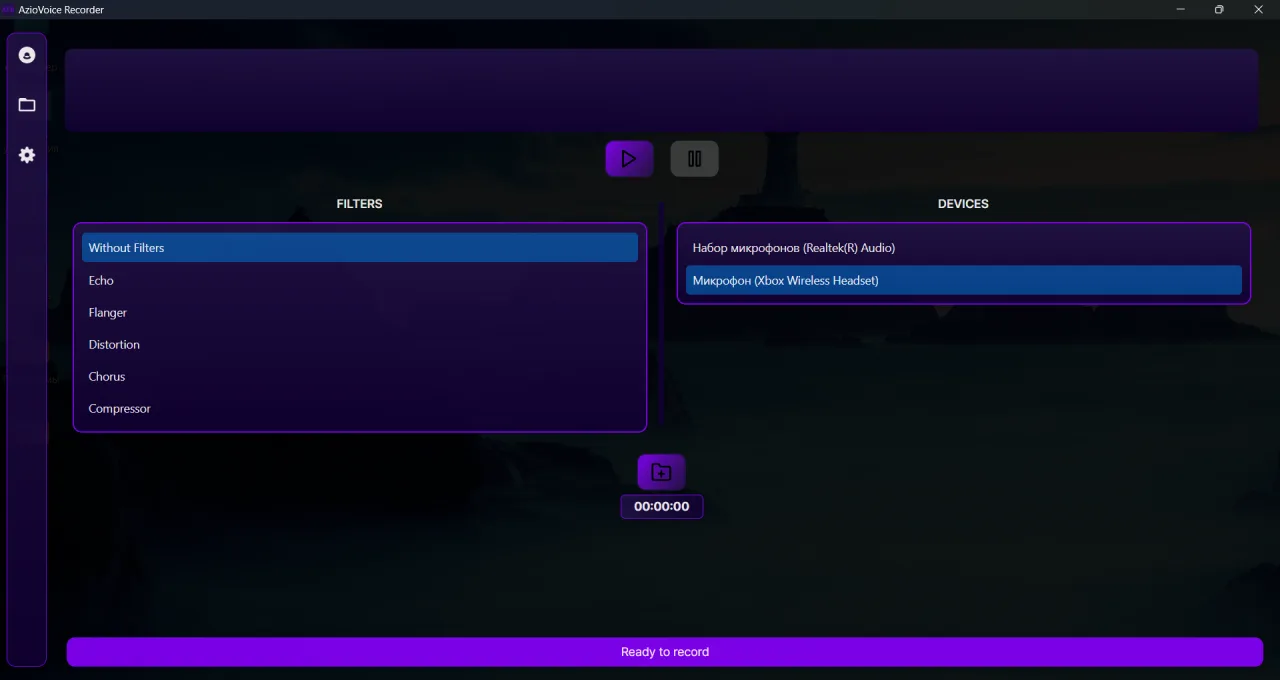 AzioVoice Recorder
FILTERS
Without Filters
Echo
Flanger
Distortion
Chorus
Compressor
DEVICES
Набор микрофонов (Realtek(R) Audio)
Микрофон (Xbox Wireless Headset)
00:00:00
Ready to record